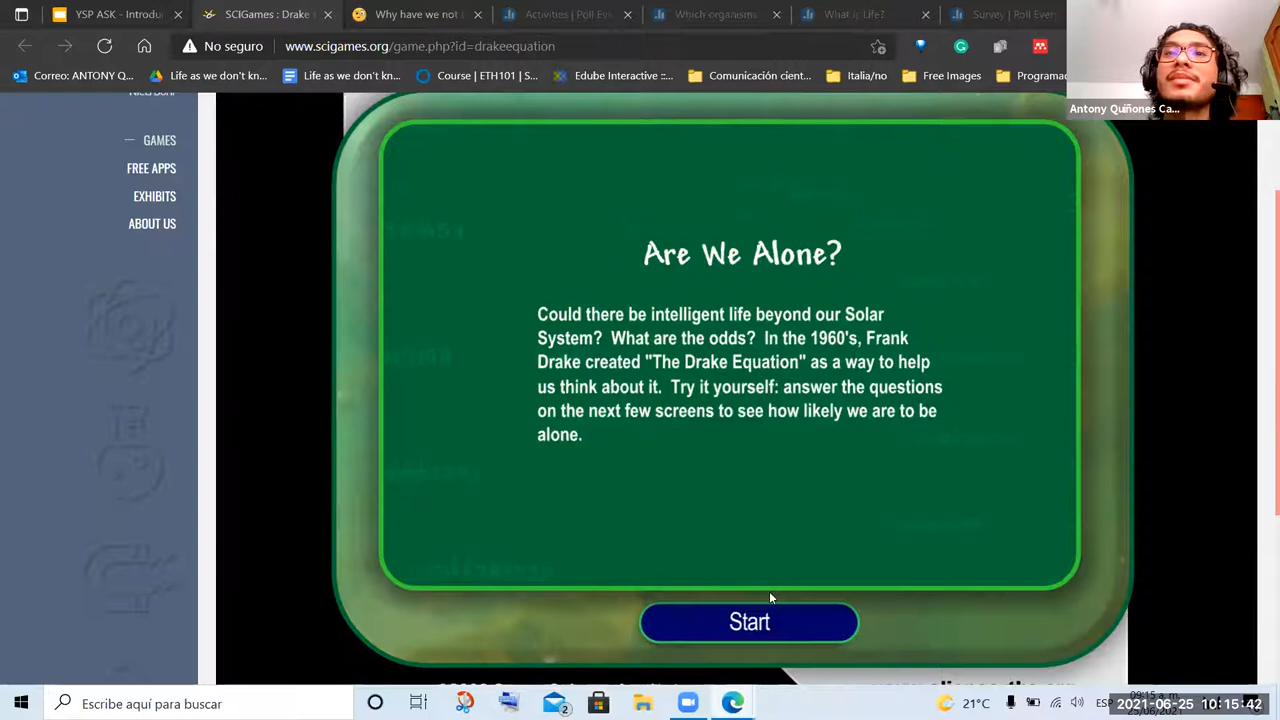 YSP.ASK - Introdu
SCIGames : Drake
Why have we not
Activities | Poll Ev
Which organisms
What ip Life?
Survey | Poll Every
No seguro
www.scigames.org/game.php?id=drakeequation
Correo: ANTONY Q...
Life as we don't kn...
Life as we don't kn...
Course | ETH101 | S...
Edube Interactive ::...
Comunicación cient...
Italia/no
Free Images
Programac
Antony Quiñones Ca...
GAMES
FREE APPS
EXHIBITS
ABOUT US
Are We Alone?
Could there be intelligent life beyond our Solar
System? What are the odds? In the 1960's, Frank
Drake created "The Drake Equation" as a way to help
us think about it. Try it yourself: answer the questions
on the next few screens to see how likely we are to be
alone.
Start
Escribe aquí para buscar
2
21°C
ESP
2021-06-25 10:15:42